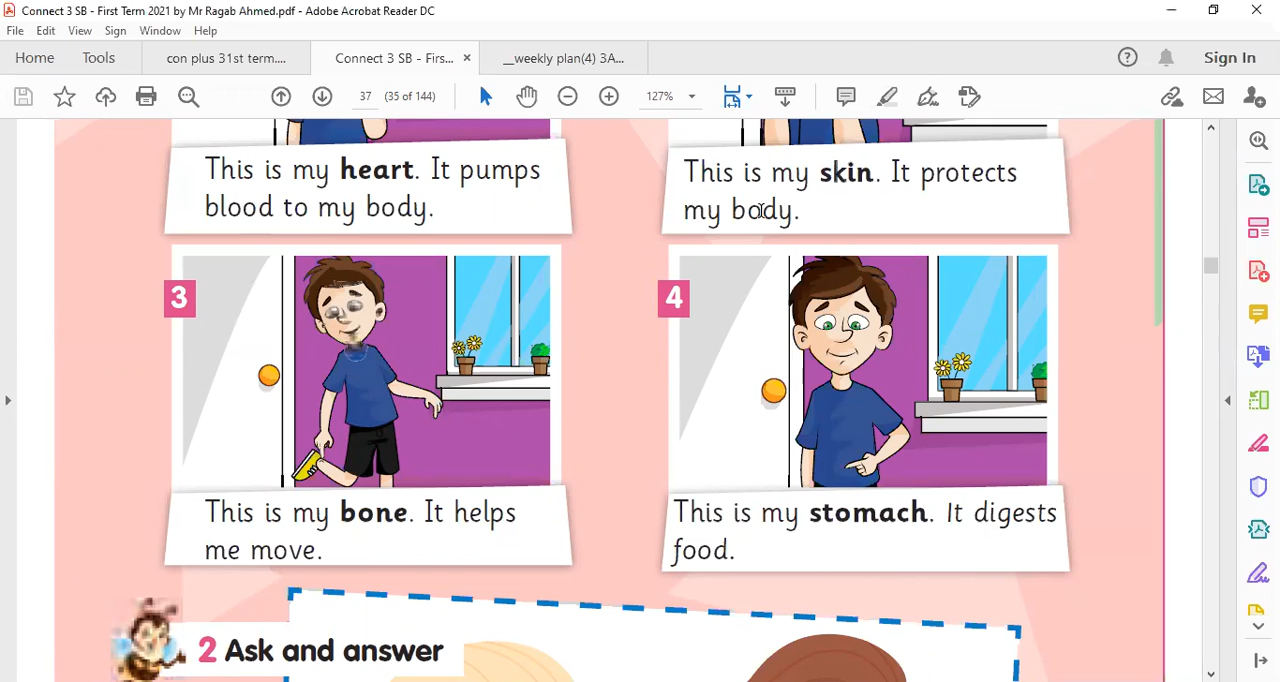 Connect 3 SB - First Term 2021 by Mr Ragab Ahmed.pdf - Adobe Acrobat Reader DC
File Edit View Sign Window Help
Home Tools con plus 31st term.... Connect 3 SB - Firs... × __weekly plan(4) 3A... Sign In
37 (35 of 144) 127%
This is my heart. It pumps
blood to my body.
This is my skin. It protects
my body.
3
This is my bone. It helps
me move.
4
This is my stomach. It digests
food.
2 Ask and answer